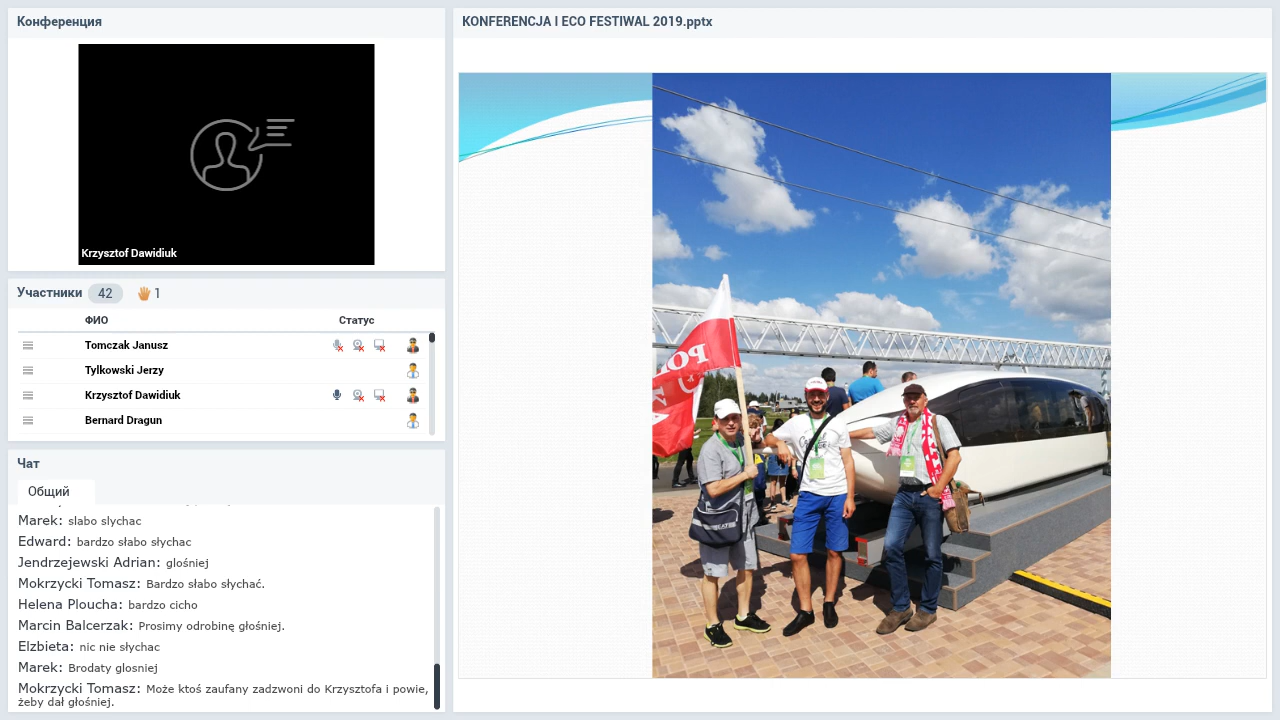 Конференция
Krzysztof Dawidiuk
Участники 42 1
ФИО Статус
Tomczak Janusz
Tylkowski Jerzy
Krzysztof Dawidiuk
Bernard Dragun
Чат
Общий
Marek: slabo slychac
Edward: bardzo słabo słychac
Jendrzejewski Adrian: glośniej
Mokrzycki Tomasz: Bardzo słabo słychać.
Helena Ploucha: bardzo cicho
Marcin Balcerzak: Prosimy odrobinę głośniej.
Elzbieta: nic nie słychac
Marek: Brodaty glosniej
Mokrzycki Tomasz: Może ktoś zaufany zadzwoni do Krzysztofa i powie,
żeby dał głośniej.
KONFERENCJA I ECO FESTIWAL 2019.pptx